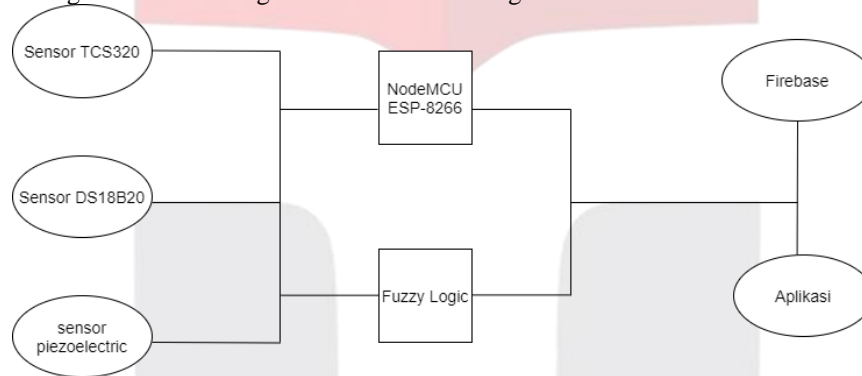 Sensor TCS320
NodeMCU
ESP-8266
Firebase
Sensor DS18B20
Fuzzy Logic
Aplikasi
sensor
piezoelectric